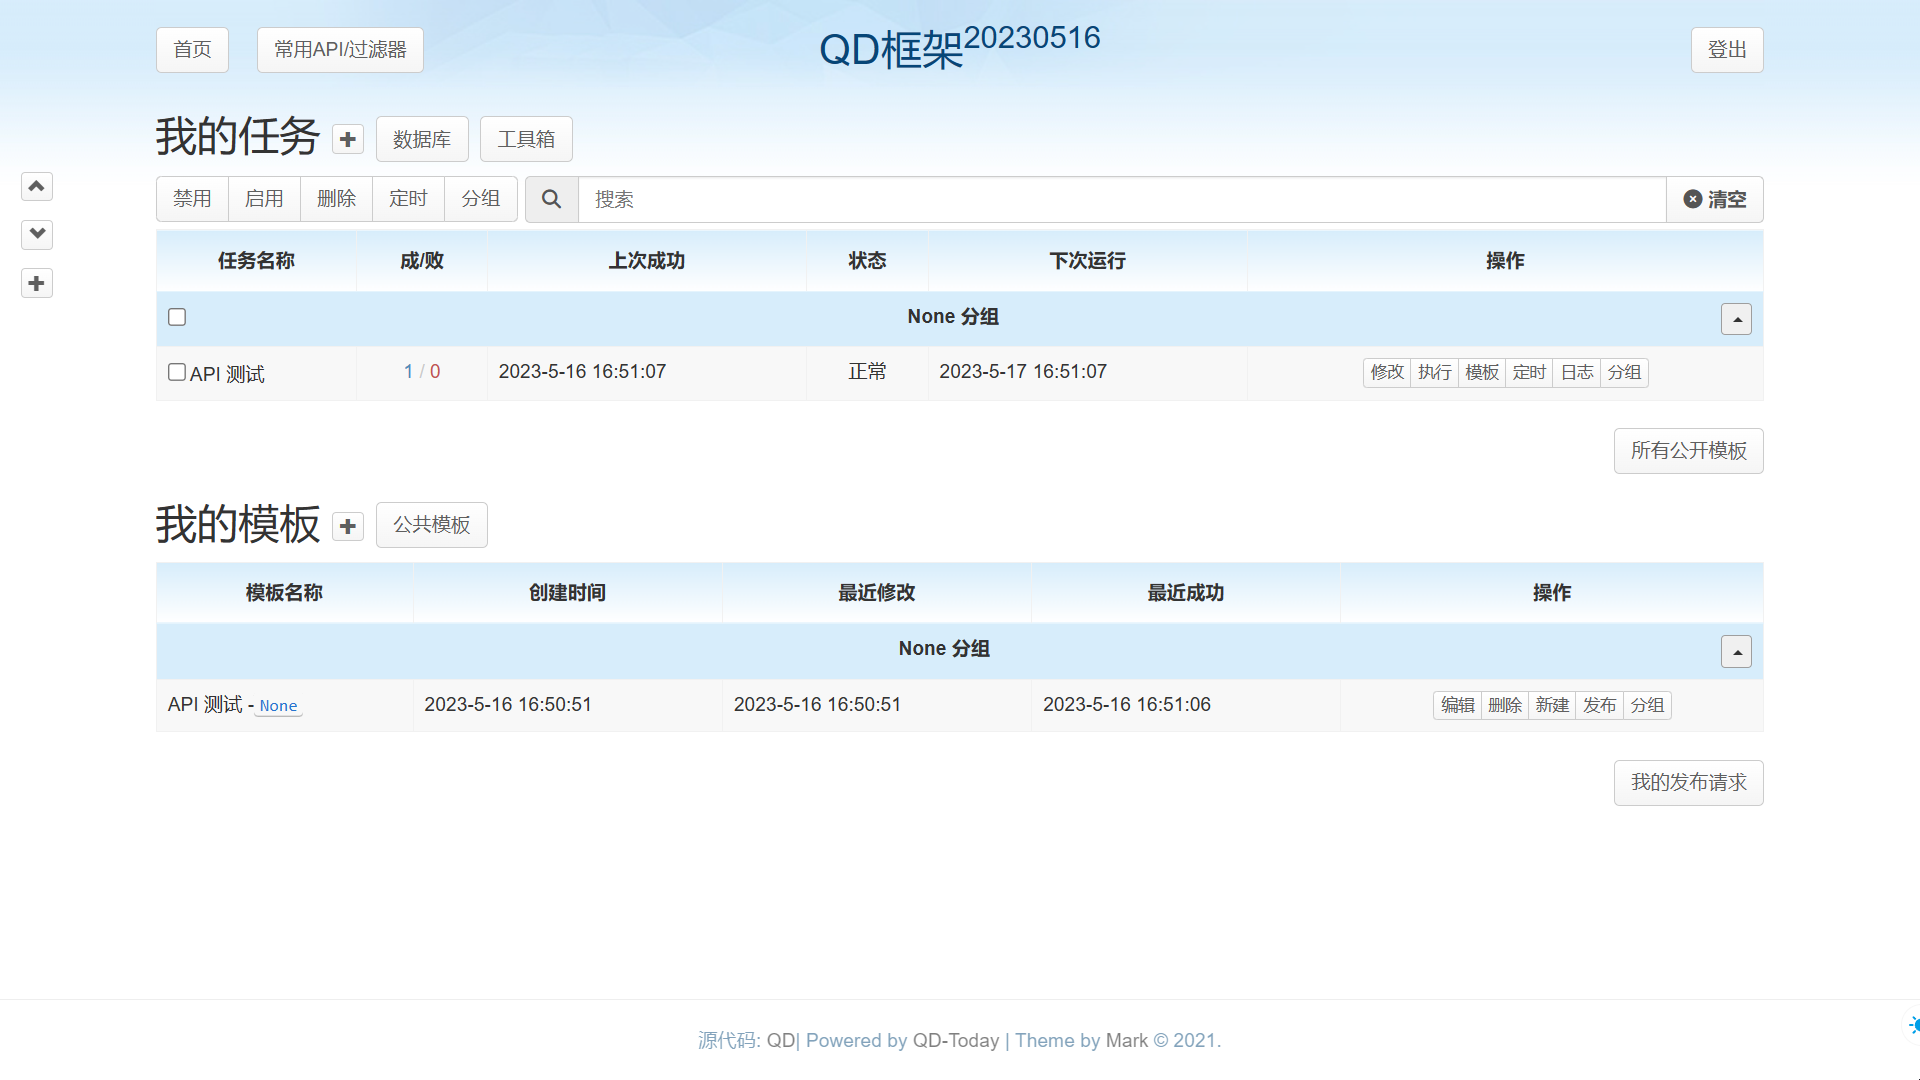 首页 常用API/过滤器 QD框架20230516 登出
我的任务 数据库 工具箱
禁用 启用 删除 定时 分组 搜索 清空
任务名称 成/败 上次成功 状态 下次运行 操作
None 分组
API 测试 1 / 0 2023-5-16 16:51:07 正常 2023-5-17 16:51:07 修改 执行 模板 定时 日志 分组
所有公开模板
我的模板 公共模板
模板名称 创建时间 最近修改 最近成功 操作
None 分组
API 测试 - None 2023-5-16 16:50:51 2023-5-16 16:50:51 2023-5-16 16:51:06 编辑 删除 新建 发布 分组
我的发布请求
源代码: QD| Powered by QD-Today | Theme by Mark © 2021.